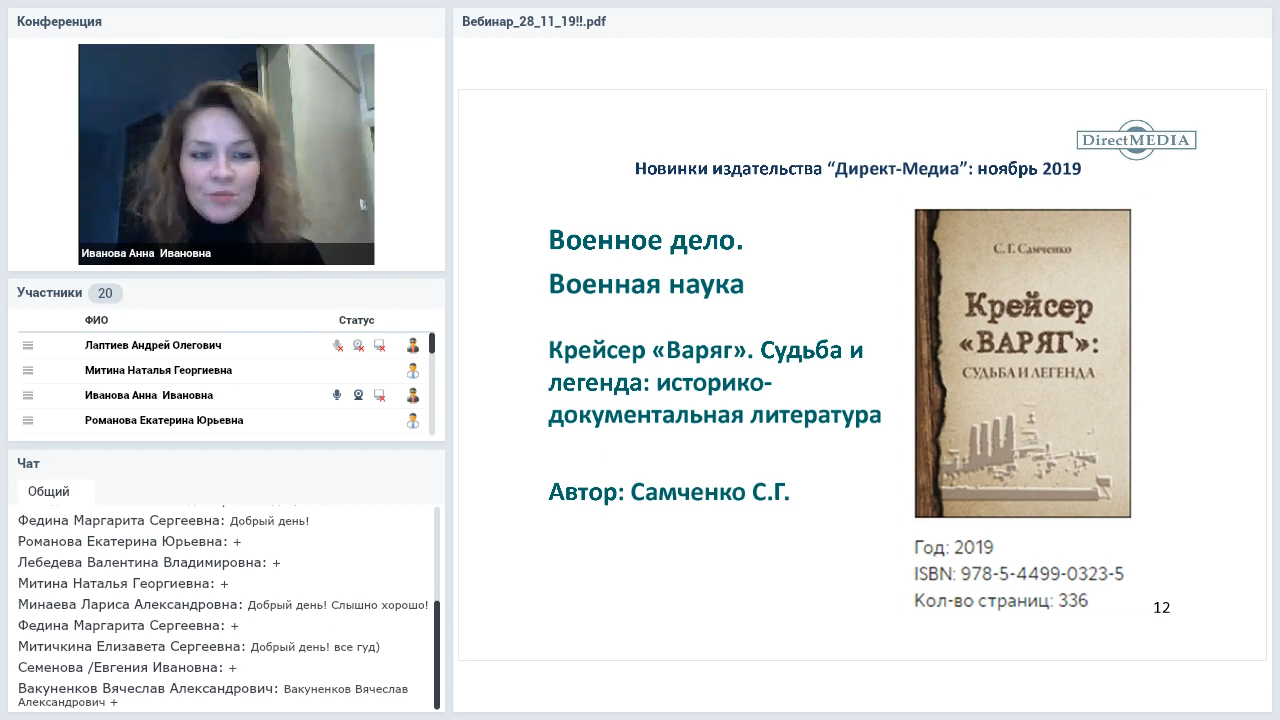 Конференция
Иванова Анна  Ивановна
Участники 20
ФИО Статус
Лаптиев Андрей Олегович
Митина Наталья Георгиевна
Иванова Анна  Ивановна
Романова Екатерина Юрьевна
Чат
Общий
Федина Маргарита Сергеевна: Добрый день!
Романова Екатерина Юрьевна: +
Лебедева Валентина Владимировна: +
Митина Наталья Георгиевна: +
Минаева Лариса Александровна: Добрый день! Слышно хорошо!
Федина Маргарита Сергеевна: +
Митичкина Елизавета Сергеевна: Добрый день! все гуд)
Семенова /Евгения Ивановна: +
Вакуненков Вячеслав Александрович: Вакуненков Вячеслав
Александрович +
Вебинар_28_11_19!!.pdf
DirectMEDIA
Новинки издательства “Директ-Медиа”: ноябрь 2019
Военное дело.
Военная наука
Крейсер «Варяг». Судьба и
легенда: историко-
документальная литература
Автор: Самченко С.Г.
С. Г. Самченко
Крейсер
«ВАРЯГ»:
СУДЬБА И ЛЕГЕНДА
Год: 2019
ISBN: 978-5-4499-0323-5
Кол-во страниц: 336
12